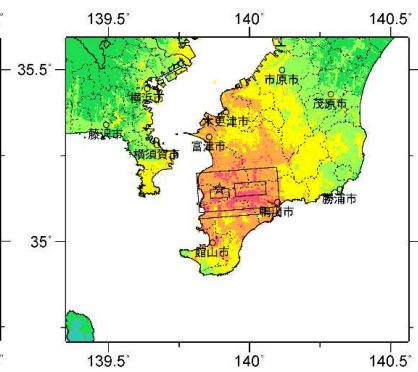 139.5˚ 140˚ 140.5˚
35.5˚
市原市
横浜市
茂原市
木更津市
藤沢市
富津市
横須賀市
勝浦市
鴨川市
35˚
館山市
139.5˚ 140˚ 140.5˚